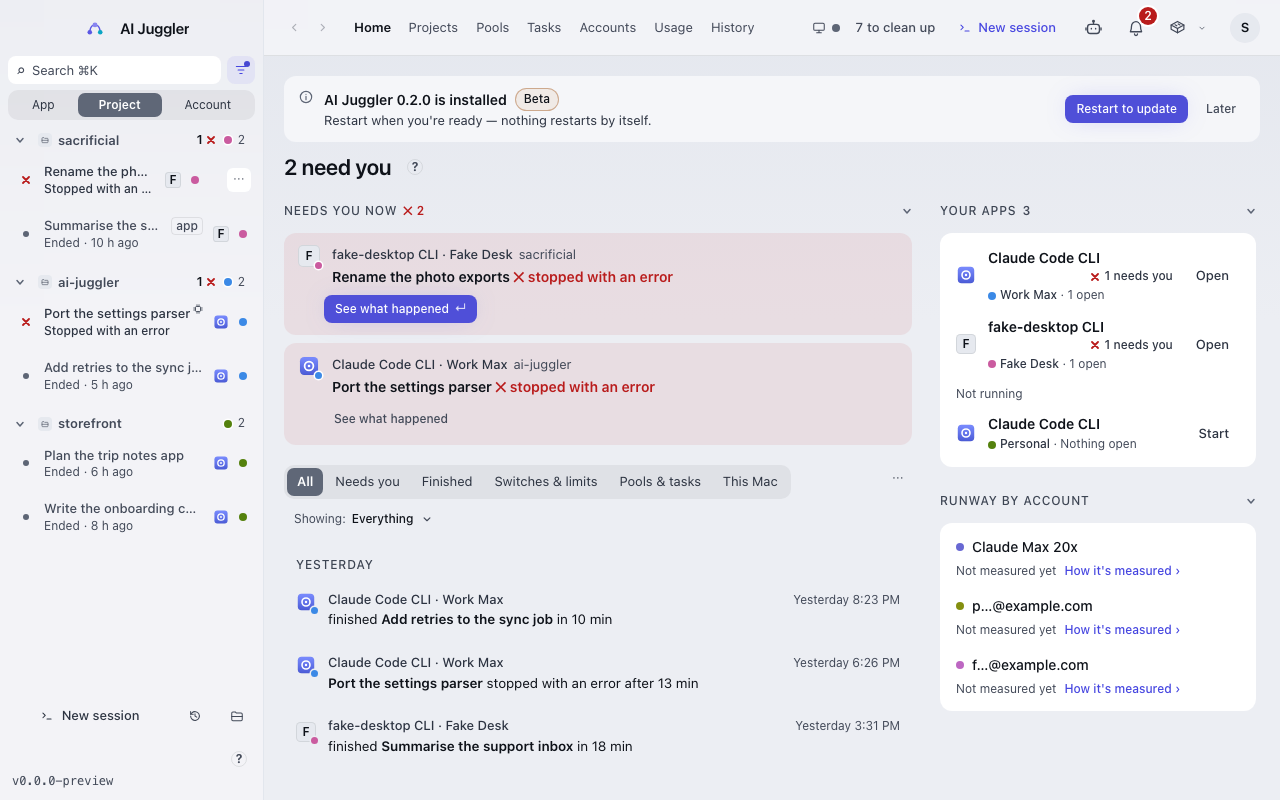 AI Juggler
Search ⌘K
App Project Account
sacrificial 1 2
Rename the ph... F
Stopped with an ...
Summarise the s... app F
Ended · 10 h ago
ai-juggler 1 2
Port the settings parser
Stopped with an error
Add retries to the sync j...
Ended · 5 h ago
storefront 2
Plan the trip notes app
Ended · 6 h ago
Write the onboarding c...
Ended · 8 h ago
New session
?
v0.0.0-preview
Home Projects Pools Tasks Accounts Usage History
7 to clean up New session 2 S
AI Juggler 0.2.0 is installed Beta
Restart when you're ready — nothing restarts by itself.
Restart to update Later
2 need you ?
NEEDS YOU NOW 2
F fake-desktop CLI · Fake Desk sacrificial
Rename the photo exports stopped with an error
See what happened ↵
Claude Code CLI · Work Max ai-juggler
Port the settings parser stopped with an error
See what happened
All Needs you Finished Switches & limits Pools & tasks This Mac ...
Showing: Everything
YESTERDAY
Claude Code CLI · Work Max Yesterday 8:23 PM
finished Add retries to the sync job in 10 min
Claude Code CLI · Work Max Yesterday 6:26 PM
Port the settings parser stopped with an error after 13 min
F fake-desktop CLI · Fake Desk Yesterday 3:31 PM
finished Summarise the support inbox in 18 min
YOUR APPS 3
Claude Code CLI
1 needs you Open
Work Max · 1 open
fake-desktop CLI
F 1 needs you Open
Fake Desk · 1 open
Not running
Claude Code CLI
Start
Personal · Nothing open
RUNWAY BY ACCOUNT
Claude Max 20x
Not measured yet How it's measured ›
p...@example.com
Not measured yet How it's measured ›
f...@example.com
Not measured yet How it's measured ›